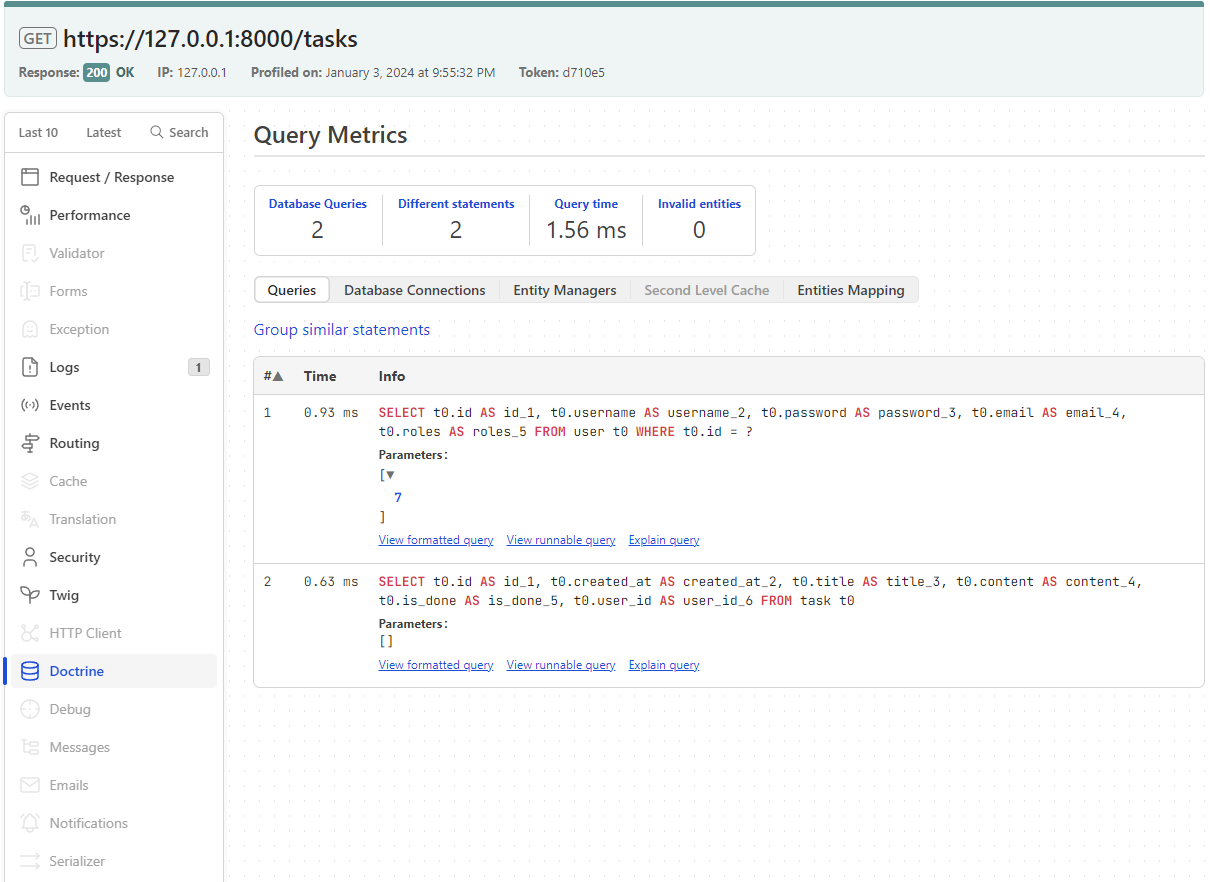 GET https://127.0.0.1:8000/tasks
Response: 200 OK IP: 127.0.0.1 Profiled on: January 3, 2024 at 9:55:32 PM Token: d710e5
Last 10 Latest Search
Request / Response
Performance
Validator
Forms
Exception
Logs 1
Events
Routing
Cache
Translation
Security
Twig
HTTP Client
Doctrine
Debug
Messages
Emails
Notifications
Serializer
Query Metrics
Database Queries Different statements Query time Invalid entities
2 2 1.56 ms 0
Queries Database Connections Entity Managers Second Level Cache Entities Mapping
Group similar statements
#▲ Time Info
1 0.93 ms SELECT t0.id AS id_1, t0.username AS username_2, t0.password AS password_3, t0.email AS email_4,
t0.roles AS roles_5 FROM user t0 WHERE t0.id = ?
Parameters:
[▼
7
]
View formatted query View runnable query Explain query
2 0.63 ms SELECT t0.id AS id_1, t0.created_at AS created_at_2, t0.title AS title_3, t0.content AS content_4,
t0.is_done AS is_done_5, t0.user_id AS user_id_6 FROM task t0
Parameters:
[]
View formatted query View runnable query Explain query